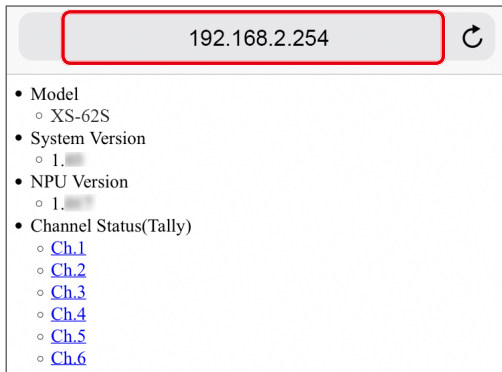 192.168.2.254
Model
XS-62S
System Version
1.
NPU Version
1.
Channel Status(Tally)
Ch.1
Ch.2
Ch.3
Ch.4
Ch.5
Ch.6